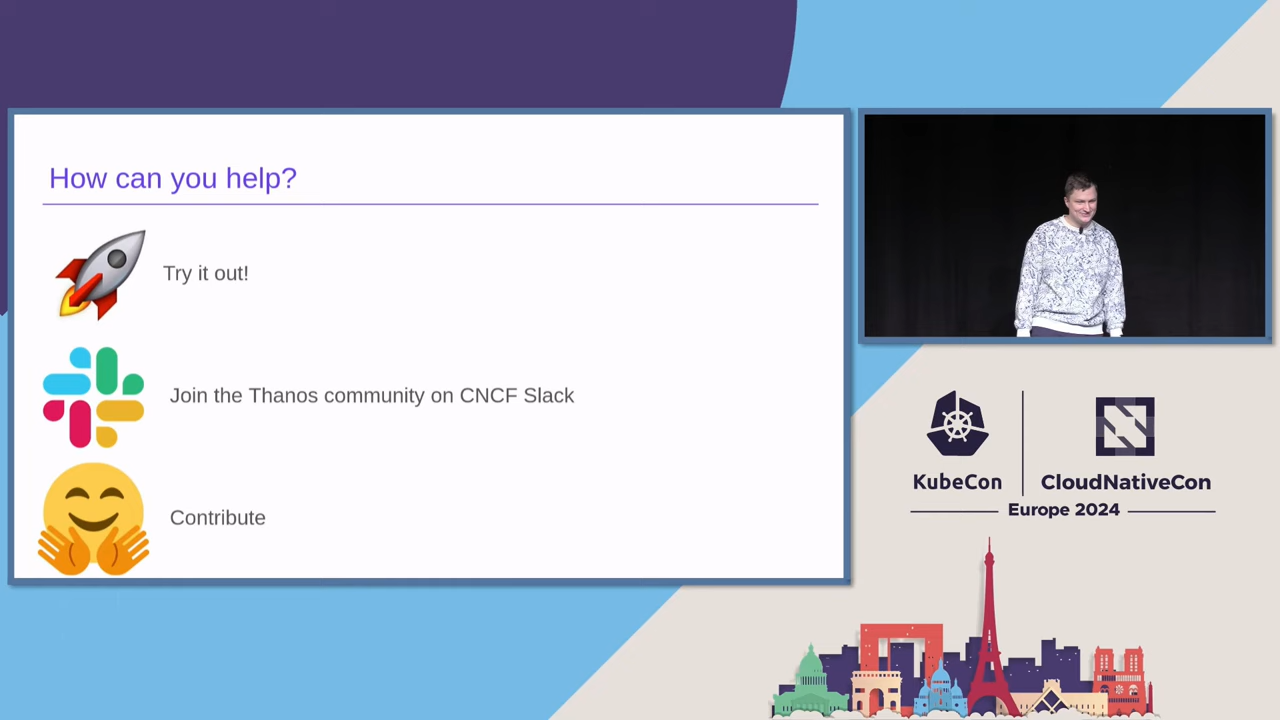 How can you help?
Try it out!
Join the Thanos community on CNCF Slack
Contribute
KubeCon
CloudNativeCon
Europe 2024